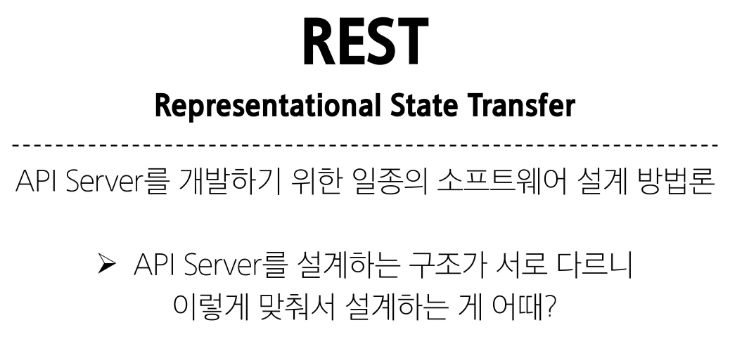 REST
Representational State Transfer
API Server를 개발하기 위한 일종의 소프트웨어 설계 방법론
➢ API Server를 설계하는 구조가 서로 다르니
이렇게 맞춰서 설계하는 게 어때?